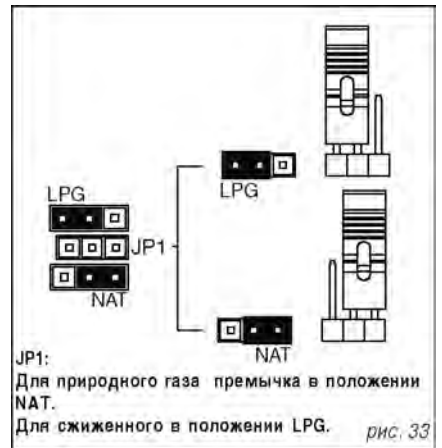 LPG
LPG
JP1
NAT
NAT
JP1:
Для природного газа премычка в положении
NAT.
Для сжиженного в положении LPG.
рис. 33